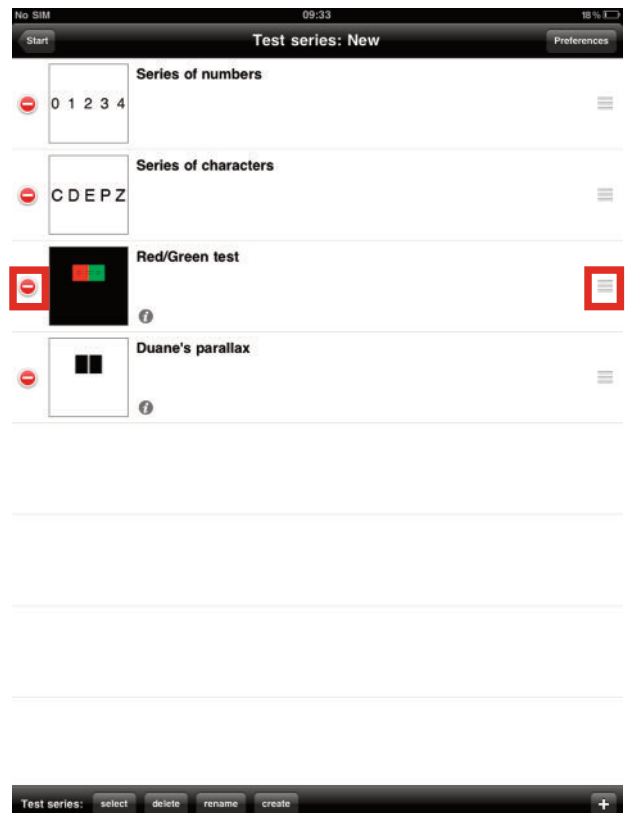 No SIM 09:33 18 %
Start Test series: New Preferences
Series of numbers
0 1 2 3 4
Series of characters
C D E P Z
Red/Green test
i
Duane's parallax
i
Test series: select delete rename create +